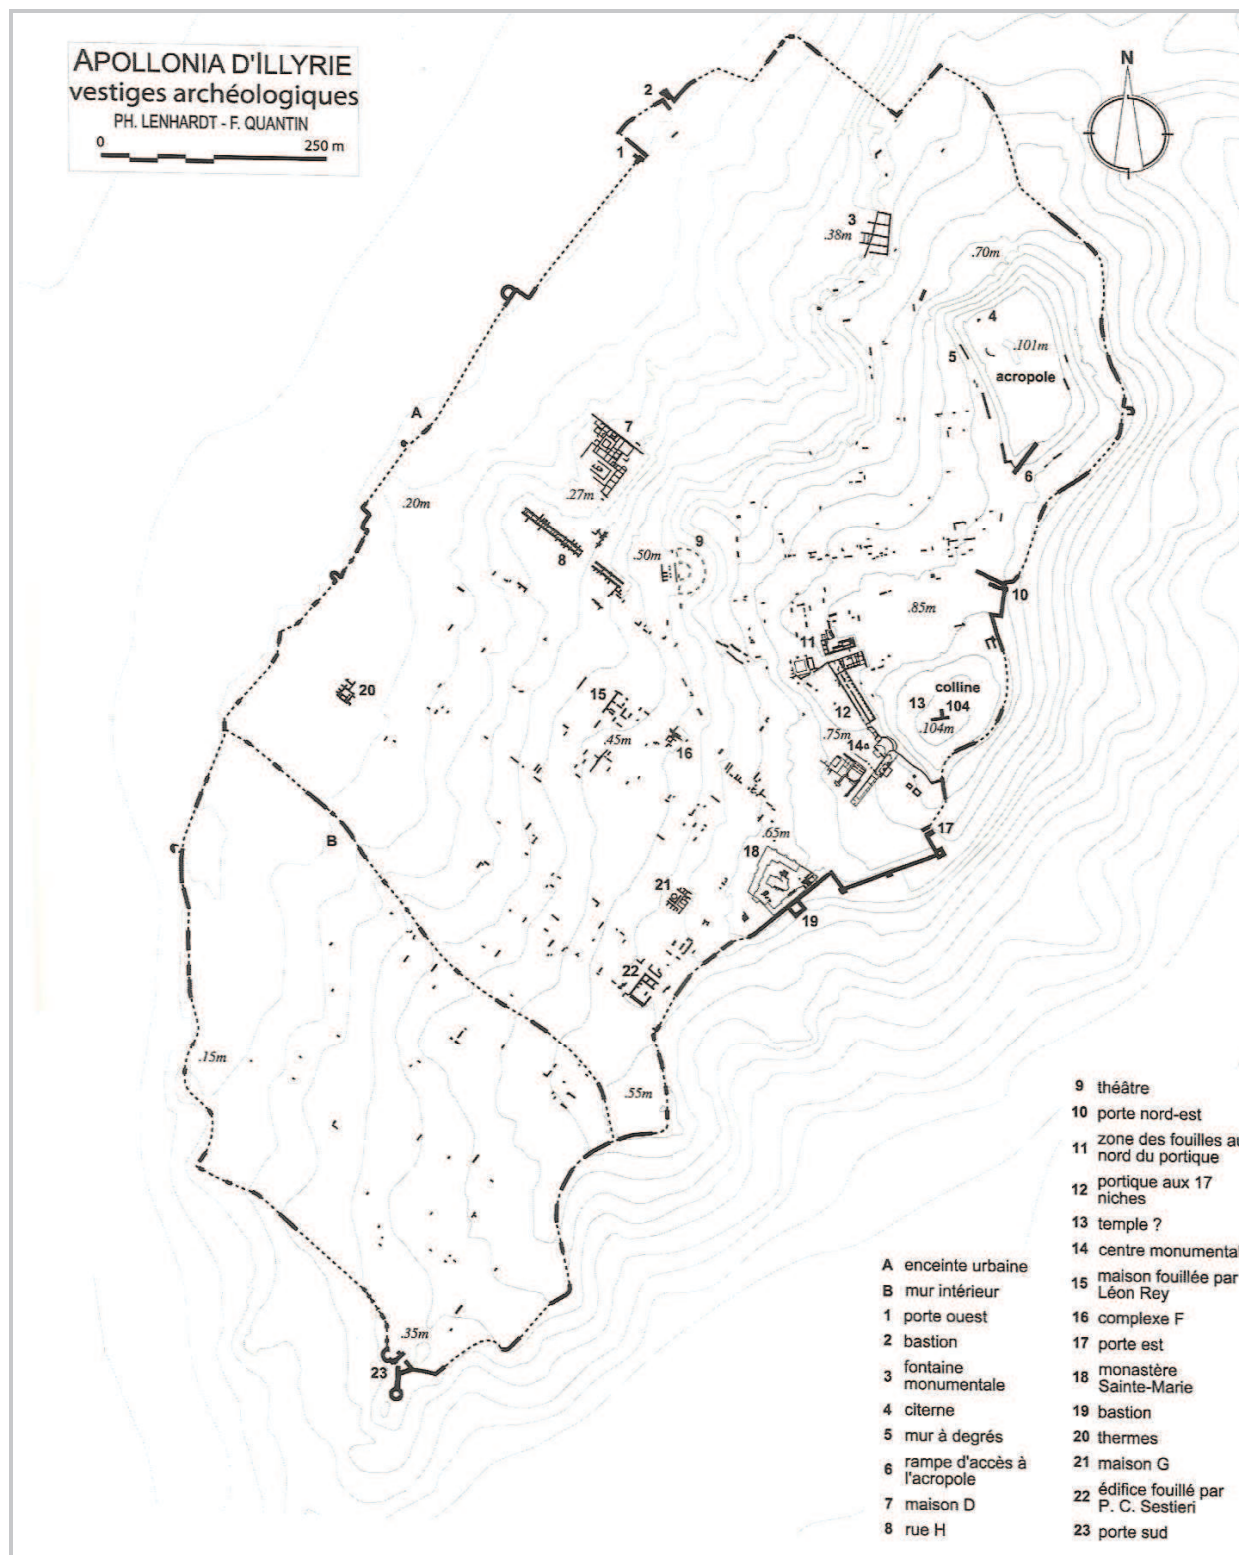 APOLLONIA D'ILLYRIE
vestiges archéologiques
PH. LENHARDT - F. QUANTIN
0 250 m
N
2
1
3
.38m
.70m
4
.101m
5
acropole
A
7
6
.27m
.20m
9
.50m
8
10
.85m
11
20
colline
15
13 104
12
.104m
.45m
.75m
16
14a
B
.65m
17
18
21
19
22
.15m
.55m
.35m
23
A enceinte urbaine
B mur intérieur
1 porte ouest
2 bastion
3 fontaine
monumentale
4 citerne
5 mur à degrés
6 rampe d'accès à
l'acropole
7 maison D
8 rue H
9 théâtre
10 porte nord-est
11 zone des fouilles au
nord du portique
12 portique aux 17
niches
13 temple ?
14 centre monumental
15 maison fouillée par
Léon Rey
16 complexe F
17 porte est
18 monastère
Sainte-Marie
19 bastion
20 thermes
21 maison G
22 édifice fouillé par
P. C. Sestieri
23 porte sud